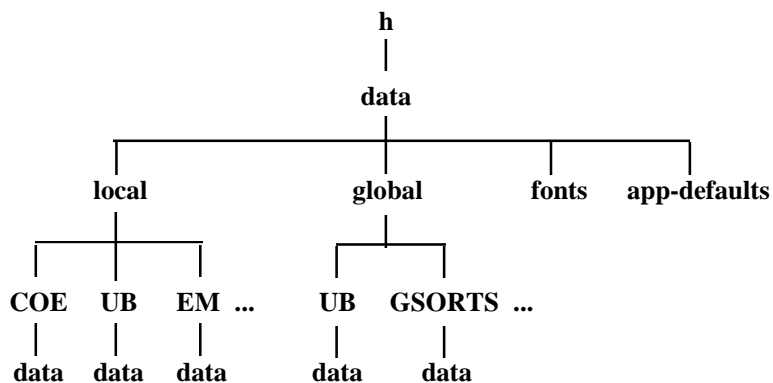 h
data
local global fonts app-defaults
COE UB EM ... UB GSORTS ...
data data data data data